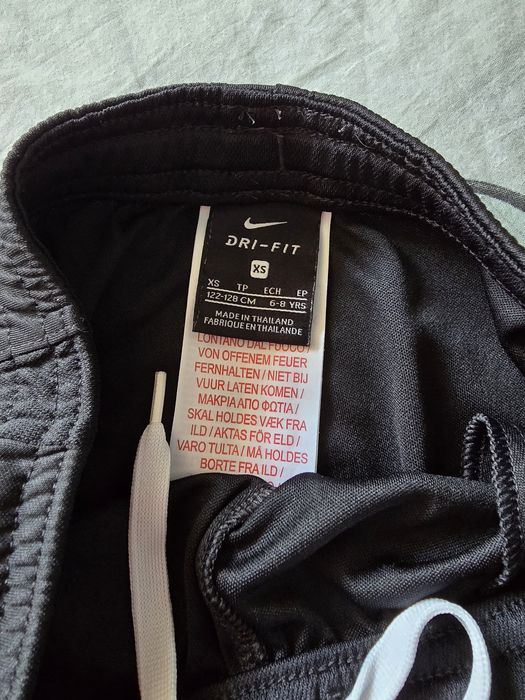 DRI-FIT
XS
XS TP ECH EP
122-128 CM 6-8 YRS
MADE IN THAILAND
FABRIQUE EN THAILANDE
LONTANO DAL FUOCO /
VON OFFENEM FEUER
FERNHALTEN / NIET BIJ
VUUR LATEN KOMEN /
ΜΑΚΡΙΑ ΑΠΟ ΦΩΤΙΑ /
SKAL HOLDES VÆK FRA
ILD / AKTAS FÖR ELD /
VARO TULTA / MÅ HOLDES
BORTE FRA ILD /